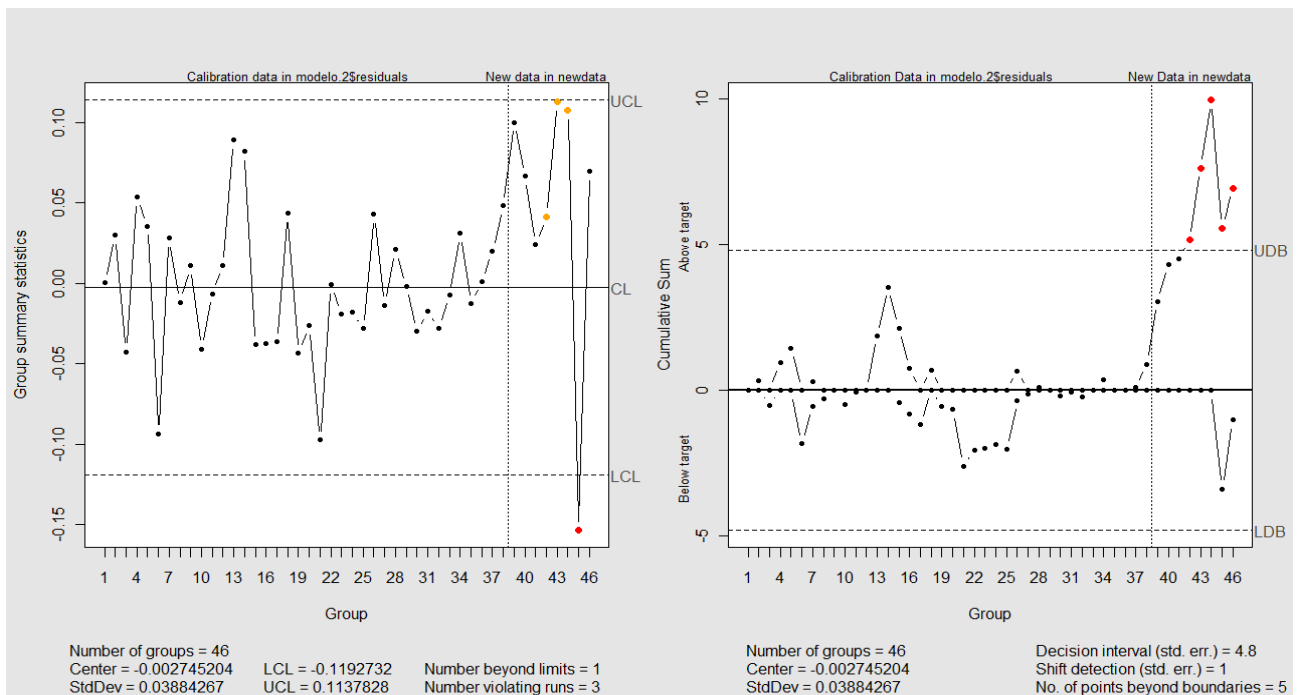 Calibration data in modelo.2$residuals
New data in newdata
UCL
CL
LCL
Group summary statistics
0.10
0.05
0.00
-0.05
-0.10
-0.15
1 4 7 10 13 16 19 22 25 28 31 34 37 40 43 46
Group
Number of groups = 46
Center = -0.002745204 LCL = -0.1192732 Number beyond limits = 1
StdDev = 0.03884267 UCL = 0.1137828 Number violating runs = 3
Calibration Data in modelo.2$residuals
New Data in newdata
UDB
LDB
Cumulative Sum
Above target
Below target
10
5
0
-5
1 4 7 10 13 16 19 22 25 28 31 34 37 40 43 46
Group
Number of groups = 46 Decision interval (std. err.) = 4.8
Center = -0.002745204 Shift detection (std. err.) = 1
StdDev = 0.03884267 No. of points beyond boundaries = 5